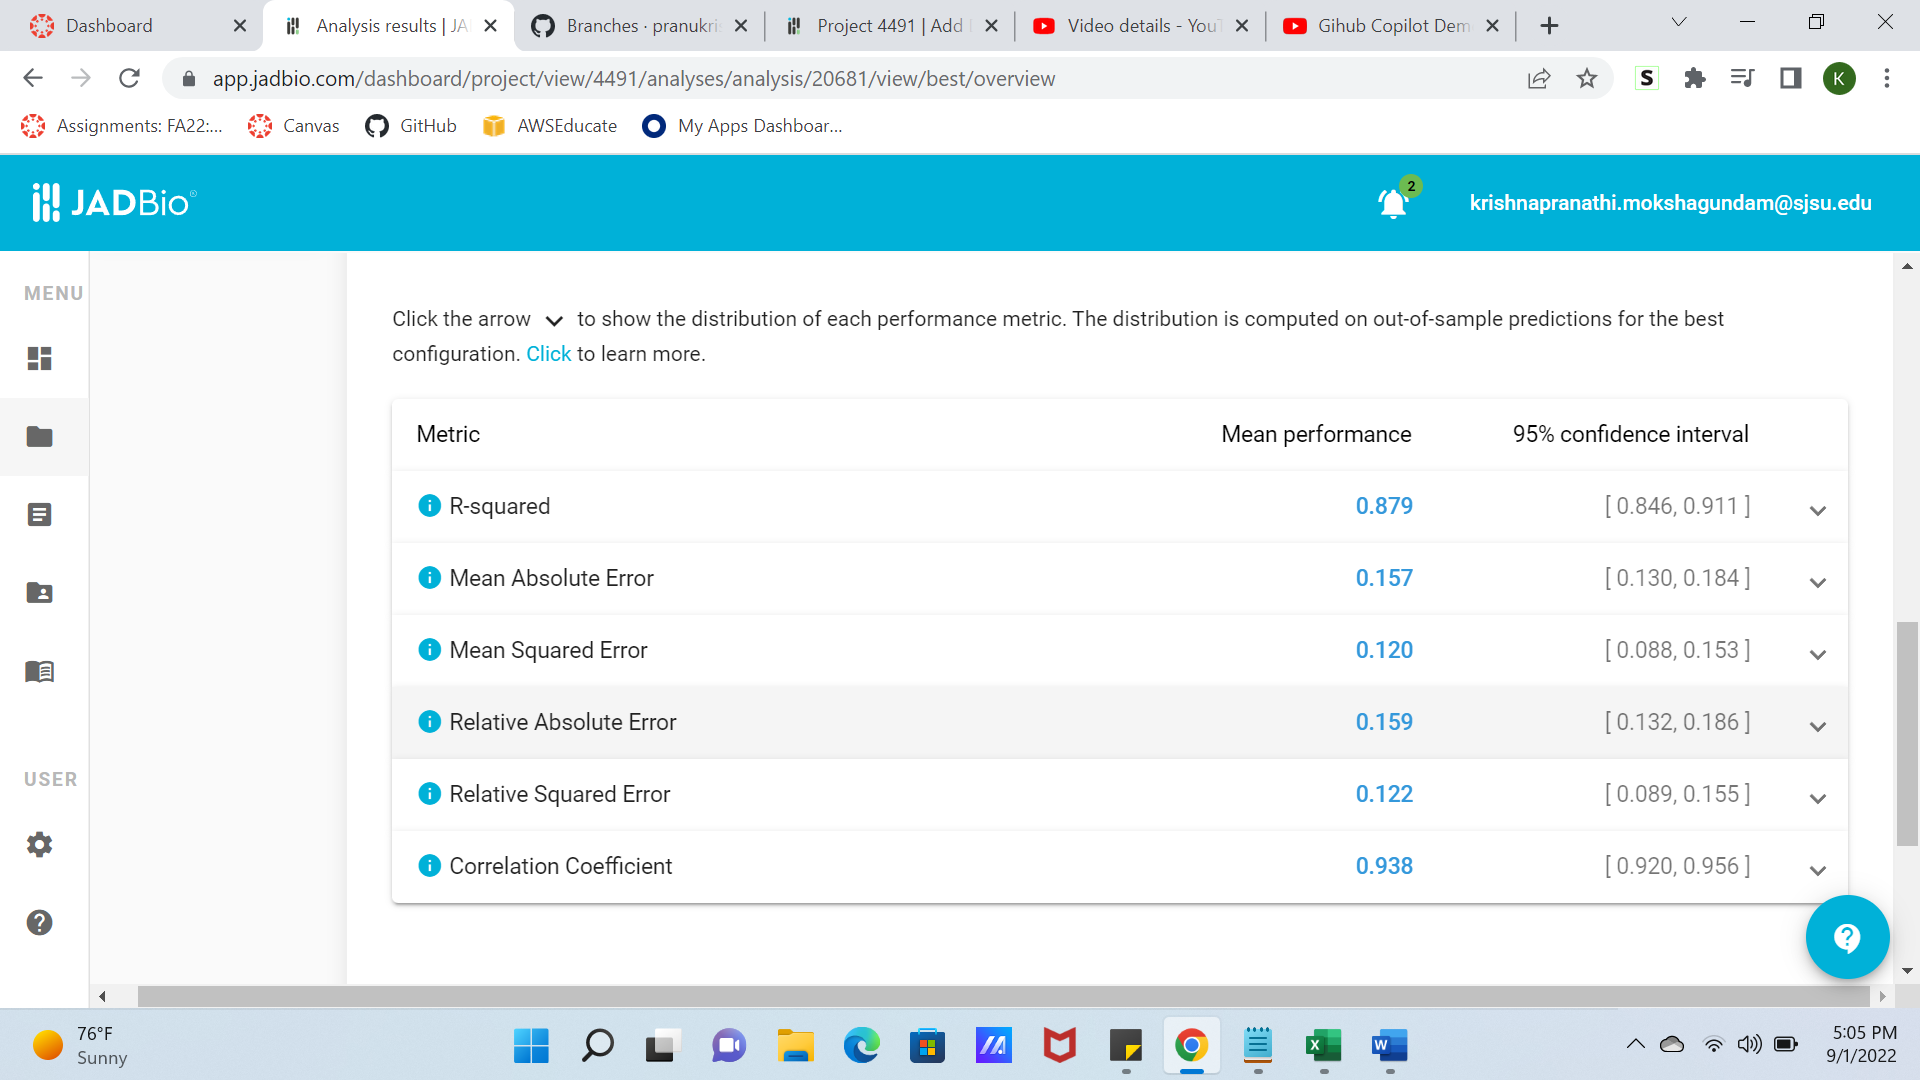 Dashboard
Analysis results | JA
Branches · pranukris
Project 4491 | Add
Video details - YouT
Gihub Copilot Dem
app.jadbio.com/dashboard/project/view/4491/analyses/analysis/20681/view/best/overview
S
K
Assignments: FA22:...
Canvas
GitHub
AWSEducate
My Apps Dashboar...
JADBio
2
krishnapranathi.mokshagundam@sjsu.edu
MENU
Click the arrow to show the distribution of each performance metric. The distribution is computed on out-of-sample predictions for the best
configuration. Click to learn more.
Metric Mean performance 95% confidence interval
R-squared 0.879 [ 0.846, 0.911 ]
Mean Absolute Error 0.157 [ 0.130, 0.184 ]
Mean Squared Error 0.120 [ 0.088, 0.153 ]
Relative Absolute Error 0.159 [ 0.132, 0.186 ]
Relative Squared Error 0.122 [ 0.089, 0.155 ]
Correlation Coefficient 0.938 [ 0.920, 0.956 ]
USER
76°F
Sunny
5:05 PM
9/1/2022